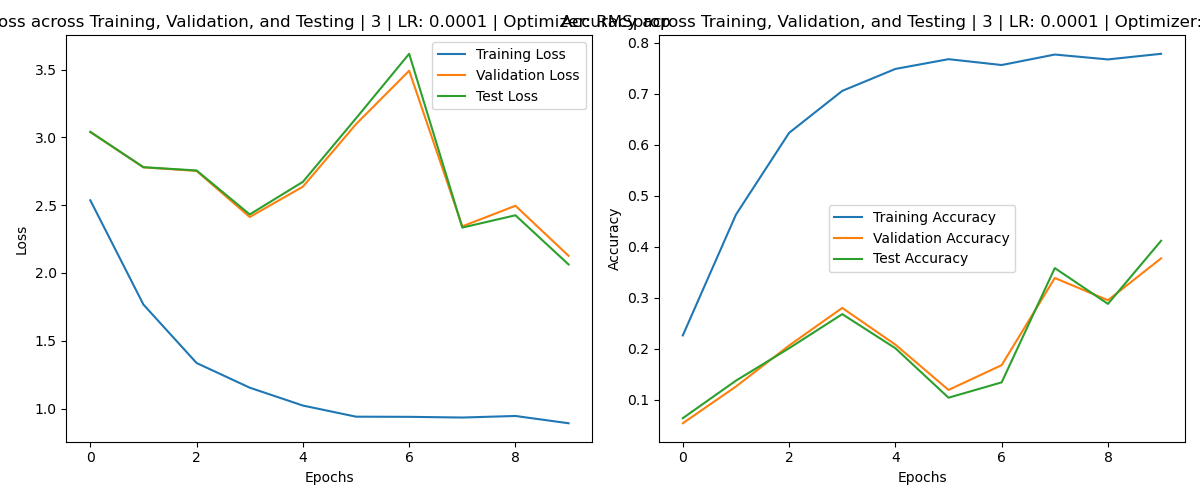 oss across Training, Validation, and Testing | 3 | LR: 0.0001 | Optimizer: RMSprop
Accuracy across Training, Validation, and Testing | 3 | LR: 0.0001 | Optimizer:
Training Loss
Validation Loss
Test Loss
3.5
3.0
2.5
2.0
1.5
1.0
Loss
0 2 4 6 8
Epochs
Training Accuracy
Validation Accuracy
Test Accuracy
0.8
0.7
0.6
0.5
0.4
0.3
0.2
0.1
Accuracy
0 2 4 6 8
Epochs